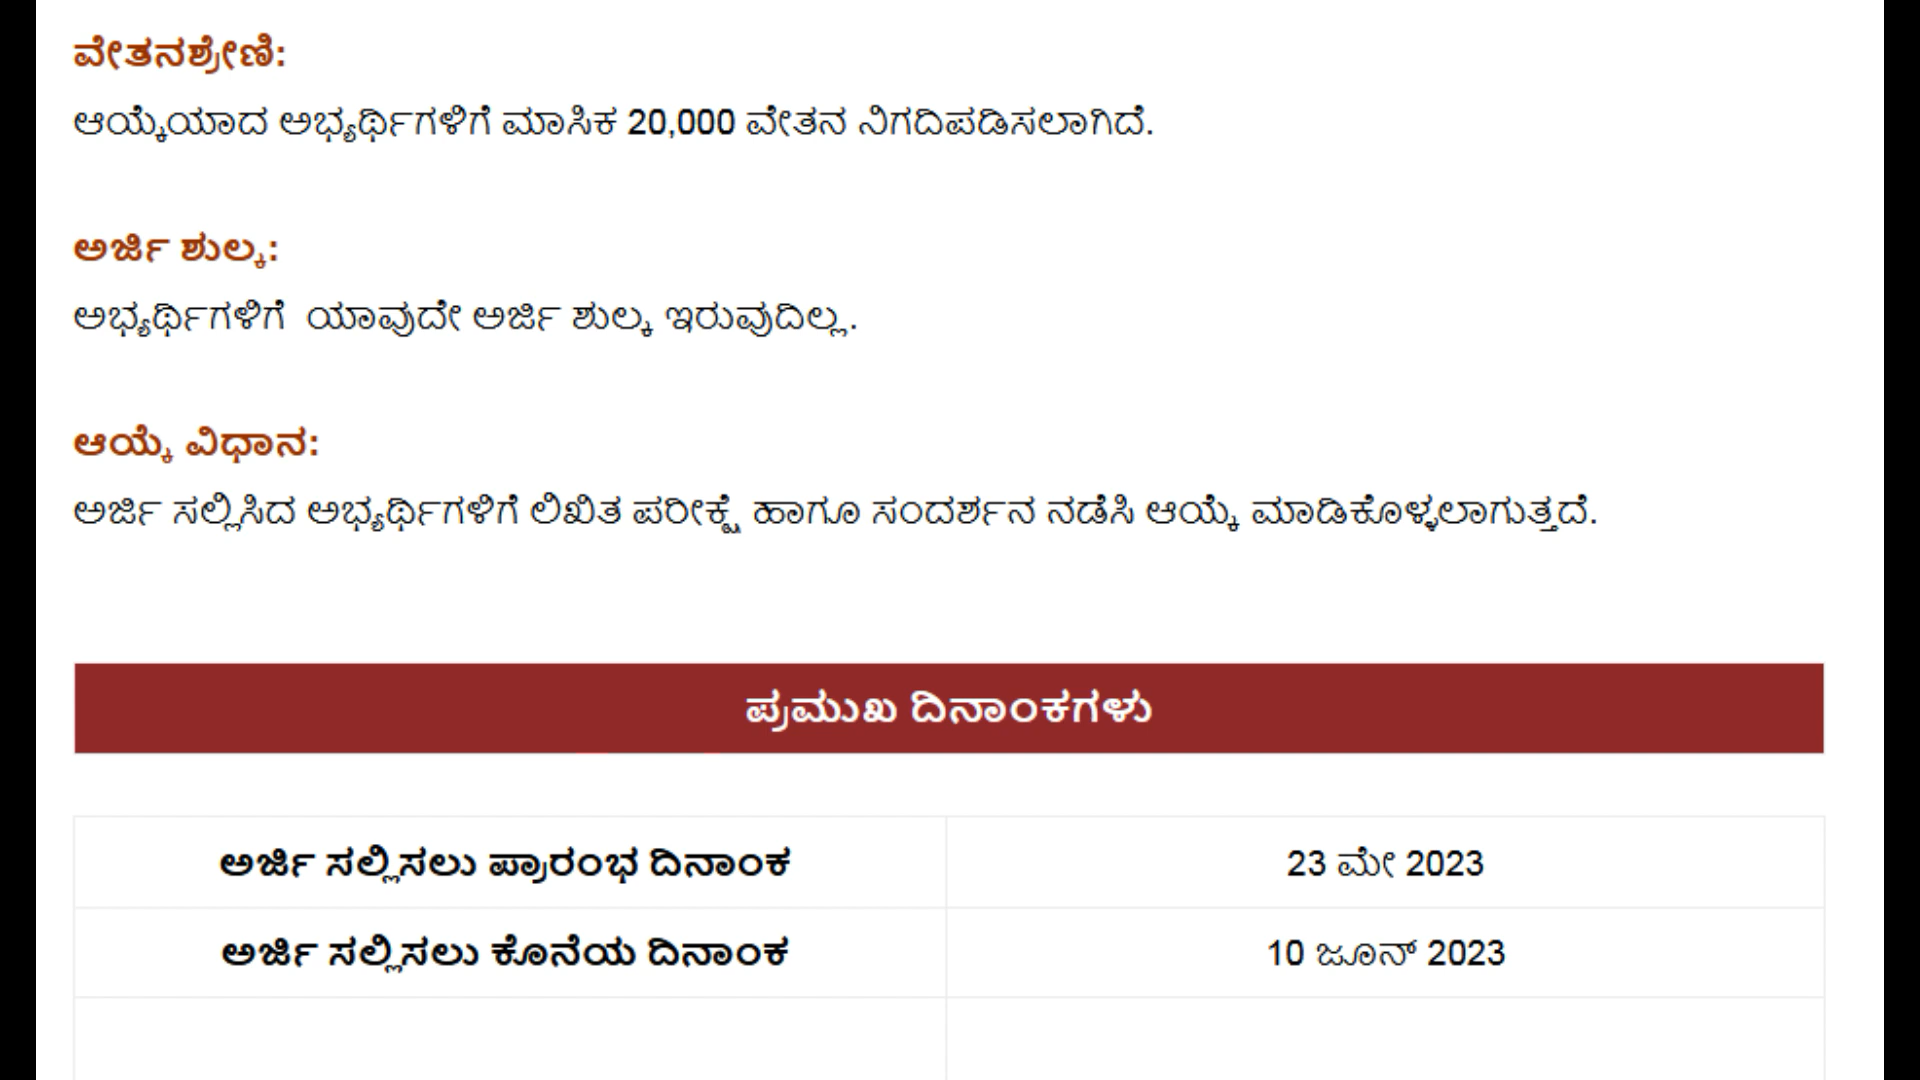 ವೇತನಶ್ರೇಣಿ:
ಆಯ್ಕೆಯಾದ ಅಭ್ಯರ್ಥಿಗಳಿಗೆ ಮಾಸಿಕ 20,000 ವೇತನ ನಿಗದಿಪಡಿಸಲಾಗಿದೆ.
ಅರ್ಜಿ ಶುಲ್ಕ:
ಅಭ್ಯರ್ಥಿಗಳಿಗೆ ಯಾವುದೇ ಅರ್ಜಿ ಶುಲ್ಕ ಇರುವುದಿಲ್ಲ.
ಆಯ್ಕೆ ವಿಧಾನ:
ಅರ್ಜಿ ಸಲ್ಲಿಸಿದ ಅಭ್ಯರ್ಥಿಗಳಿಗೆ ಲಿಖಿತ ಪರೀಕ್ಷೆ ಹಾಗೂ ಸಂದರ್ಶನ ನಡೆಸಿ ಆಯ್ಕೆ ಮಾಡಿಕೊಳ್ಳಲಾಗುತ್ತದೆ.
ಪ್ರಮುಖ ದಿನಾಂಕಗಳು
ಅರ್ಜಿ ಸಲ್ಲಿಸಲು ಪ್ರಾರಂಭ ದಿನಾಂಕ 23 ಮೇ 2023
ಅರ್ಜಿ ಸಲ್ಲಿಸಲು ಕೊನೆಯ ದಿನಾಂಕ 10 ಜೂನ್ 2023